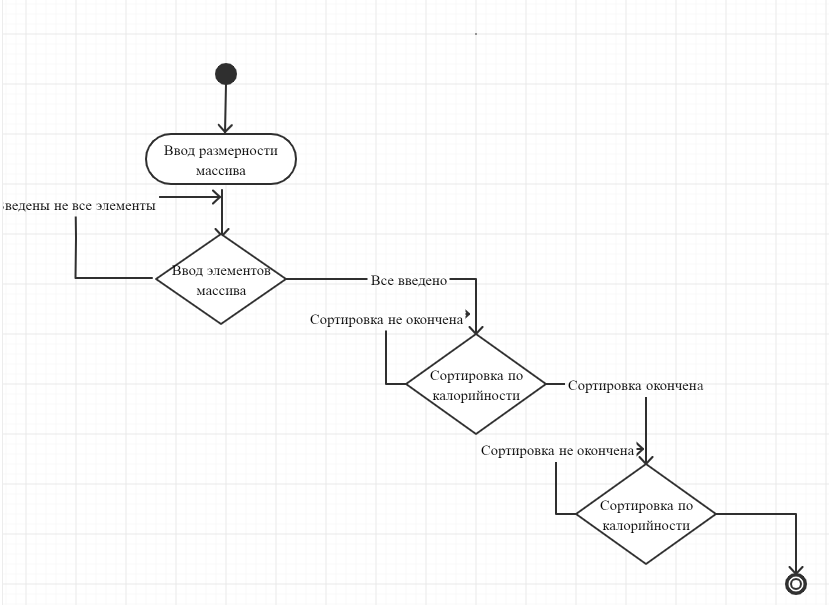 Ввод размерности
массива
не все элементы
Ввод элементов
массива
Все введено
Сортировка не окончена
Сортировка по
калорийности
Сортировка окончена
Сортировка не окончена
Сортировка по
калорийности